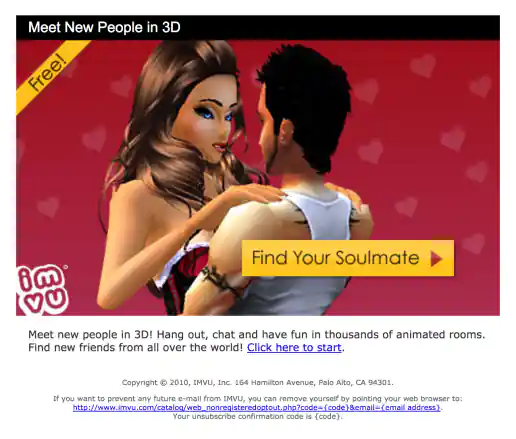 Meet New People in 3D
Free!
Find Your Soulmate
imvu
Meet new people in 3D! Hang out, chat and have fun in thousands of animated rooms.
Find new friends from all over the world! Click here to start.
Copyright © 2010, IMVU, Inc. 164 Hamilton Avenue, Palo Alto, CA 94301.
If you want to prevent any future e-mail from IMVU, you can remove yourself by pointing your web browser to:
http://www.imvu.com/catalog/web_nonregisteredoptout.php?code={code}&email={email address}.
Your unsubscribe confirmation code is {code}.